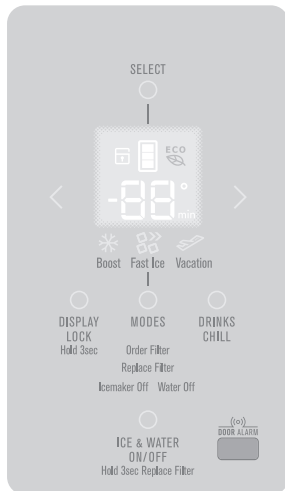 SELECT
ECO
-88°
min
Boost Fast Ice Vacation
DISPLAY LOCK
Hold 3sec
MODES
DRINKS CHILL
Order Filter
Replace Filter
Icemaker Off Water Off
ICE & WATER
ON/OFF
Hold 3sec Replace Filter
DOOR ALARM